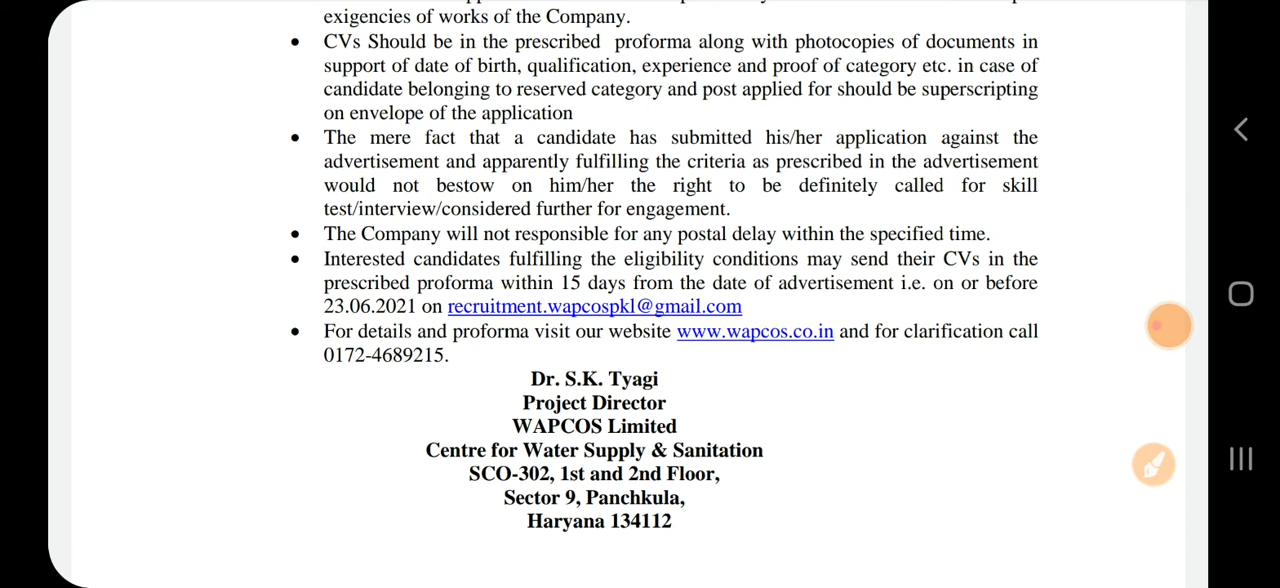 exigencies of works of the Company.
• CVs Should be in the prescribed proforma along with photocopies of documents in
support of date of birth, qualification, experience and proof of category etc. in case of
candidate belonging to reserved category and post applied for should be superscripting
on envelope of the application
• The mere fact that a candidate has submitted his/her application against the
advertisement and apparently fulfilling the criteria as prescribed in the advertisement
would not bestow on him/her the right to be definitely called for skill
test/interview/considered further for engagement.
• The Company will not responsible for any postal delay within the specified time.
• Interested candidates fulfilling the eligibility conditions may send their CVs in the
prescribed proforma within 15 days from the date of advertisement i.e. on or before
23.06.2021 on recruitment.wapcospkl@gmail.com
• For details and proforma visit our website www.wapcos.co.in and for clarification call
0172-4689215.
Dr. S.K. Tyagi
Project Director
WAPCOS Limited
Centre for Water Supply & Sanitation
SCO-302, 1st and 2nd Floor,
Sector 9, Panchkula,
Haryana 134112